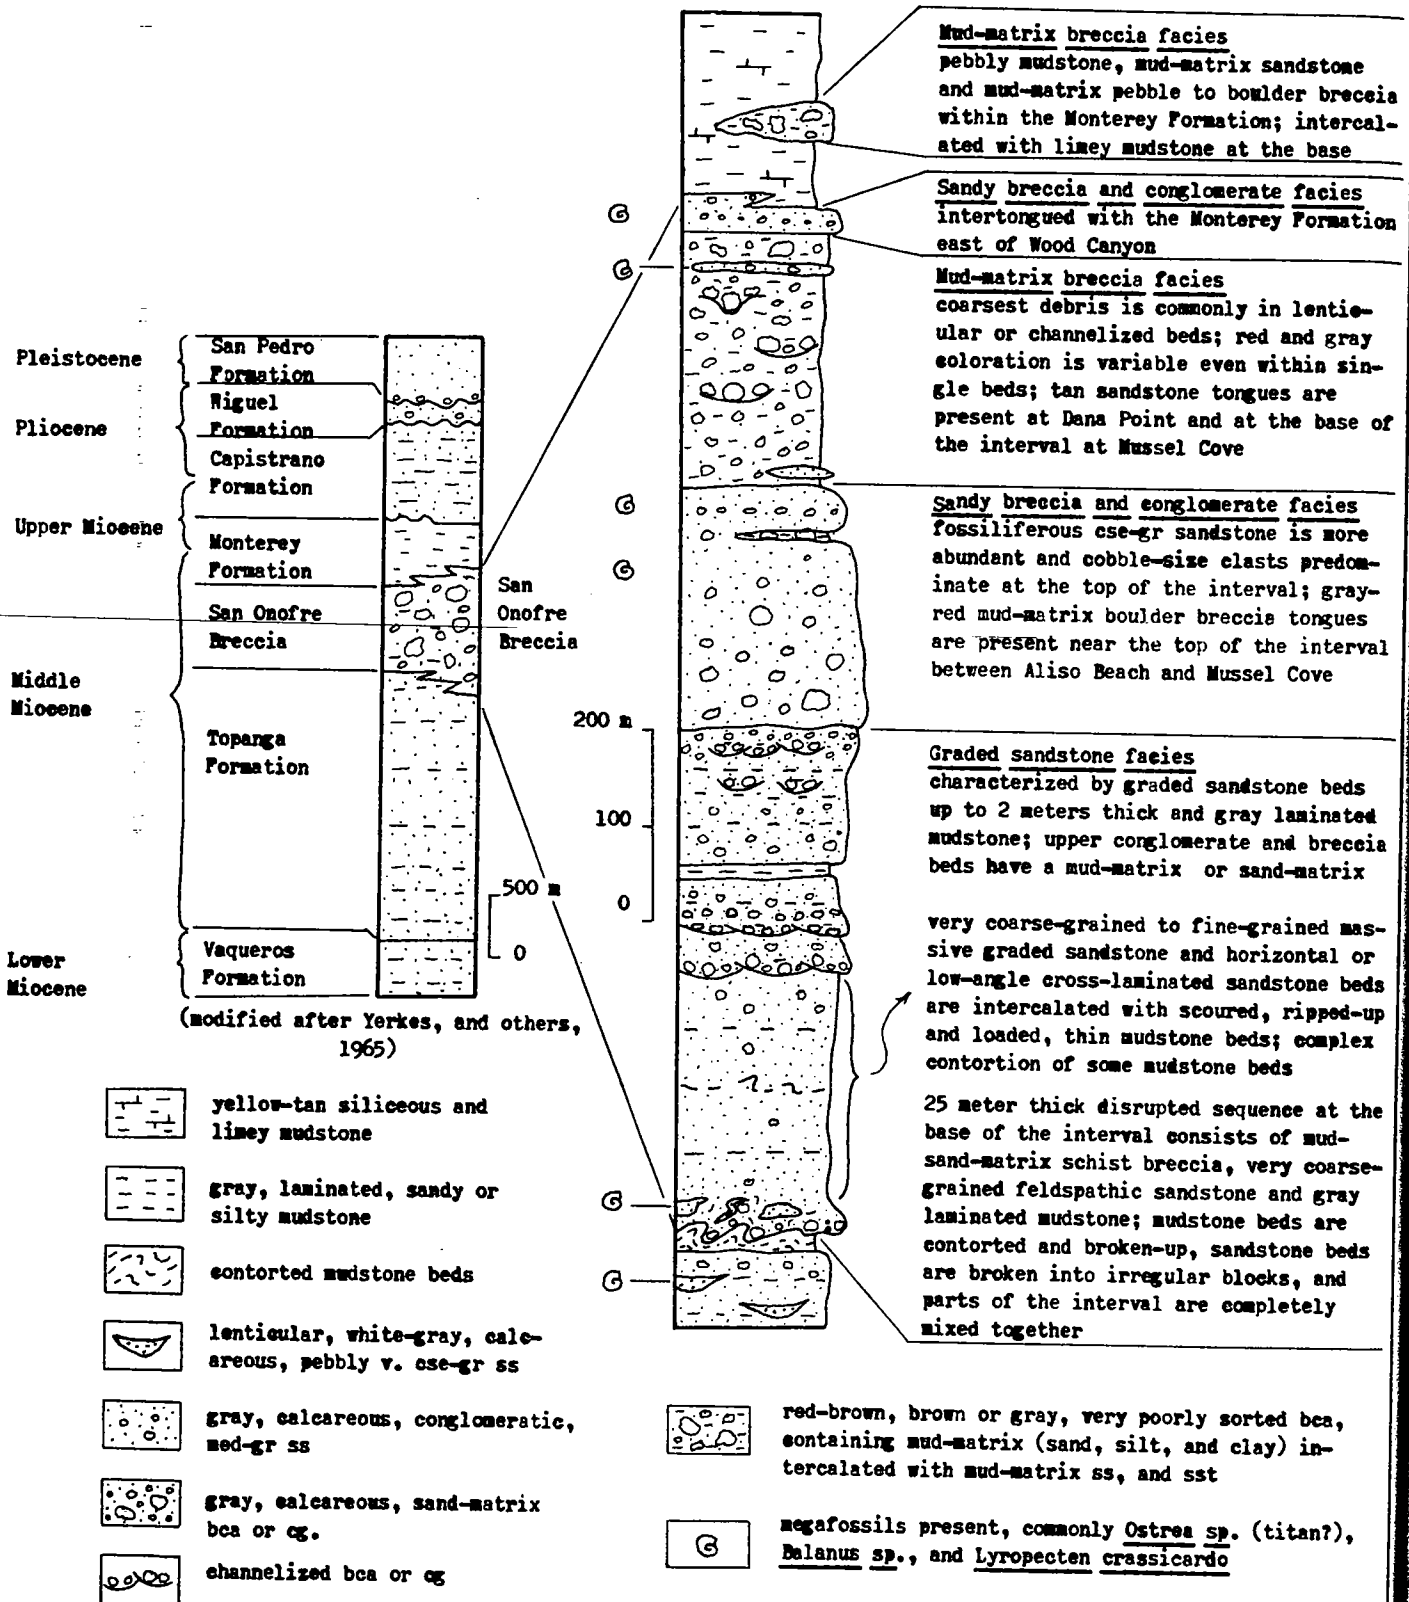 Mud-matrix breccia facies
pebbly mudstone, mud-matrix sandstone
and mud-matrix pebble to boulder breccia
within the Monterey Formation; intercal-
ated with limey mudstone at the base
Sandy breccia and conglomerate facies
intertongued with the Monterey Formation
east of Wood Canyon
Mud-matrix breccia facies
coarsest debris is commonly in lentic-
ular or channelized beds; red and gray
coloration is variable even within sin-
gle beds; tan sandstone tongues are
present at Dana Point and at the base of
the interval at Mussel Cove
Sandy breccia and conglomerate facies
fossiliferous cse-gr sandstone is more
abundant and cobble-size clasts predom-
inate at the top of the interval; gray-
red mud-matrix boulder breccia tongues
are present near the top of the interval
between Aliso Beach and Mussel Cove
Graded sandstone facies
characterized by graded sandstone beds
up to 2 meters thick and gray laminated
mudstone; upper conglomerate and breccia
beds have a mud-matrix or sand-matrix
very coarse-grained to fine-grained mas-
sive graded sandstone and horizontal or
low-angle cross-laminated sandstone beds
are intercalated with scoured, ripped-up
and loaded, thin mudstone beds; complex
contortion of some mudstone beds
25 meter thick disrupted sequence at the
base of the interval consists of mud-
sand-matrix schist breccia, very coarse-
grained feldspathic sandstone and gray
laminated mudstone; mudstone beds are
contorted and broken-up, sandstone beds
are broken into irregular blocks, and
parts of the interval are completely
mixed together
Pleistocene
Pliocene
Upper Miocene
Middle
Miocene
Lower
Miocene
San Pedro
Formation
Niguel
Formation
Capistrano
Formation
Monterey
Formation
San Onofre
Breccia
Topanga
Formation
Vaqueros
Formation
San
Onofre
Breccia
500 m
0
200 m
100
0
(modified after Yerkes, and others,
1965)
yellow-tan siliceous and
limey mudstone
gray, laminated, sandy or
silty mudstone
contorted mudstone beds
lenticular, white-gray, calc-
areous, pebbly v. cse-gr ss
gray, calcareous, conglomeratic,
med-gr ss
gray, calcareous, sand-matrix
bca or cg.
channelized bca or cg
red-brown, brown or gray, very poorly sorted bca,
containing mud-matrix (sand, silt, and clay) in-
tercalated with mud-matrix ss, and sst
megafossils present, commonly Ostrea sp. (titan?),
Balanus sp., and Lyropecten crassicardo